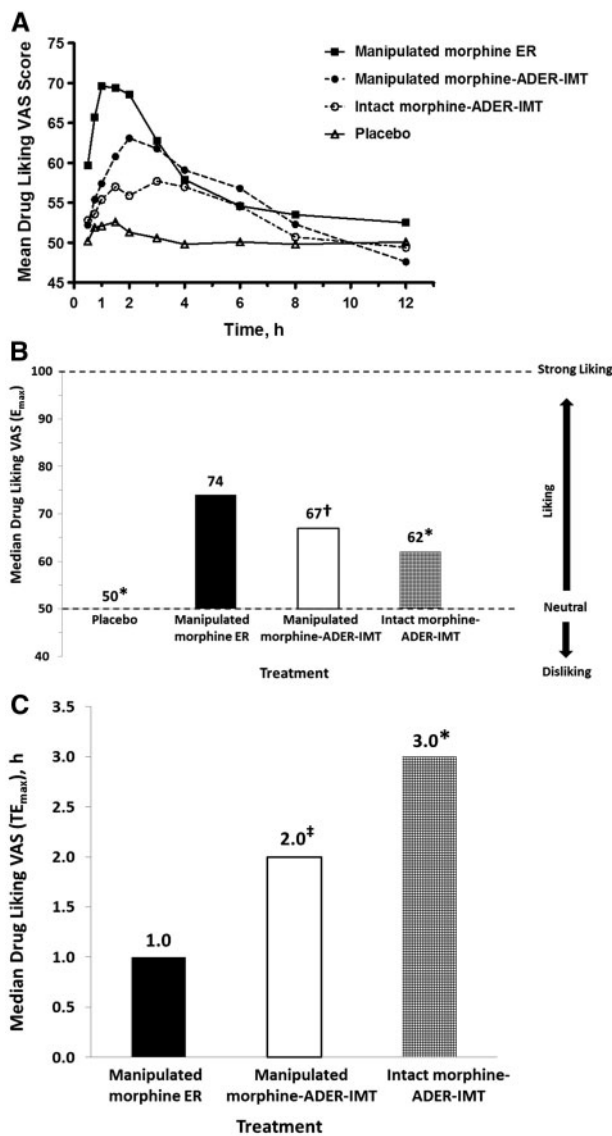 A
Mean Drug Liking VAS Score
75
70
65
60
55
50
45
0 1 2 4 6 8 10 12
Time, h
Manipulated morphine ER
Manipulated morphine-ADER-IMT
Intact morphine-ADER-IMT
Placebo
B
Median Drug Liking VAS (Emax)
100
90
80
70
60
50
40
50*
74
67†
62*
Placebo
Manipulated
morphine ER
Manipulated
morphine-ADER-IMT
Intact morphine-
ADER-IMT
Treatment
Strong Liking
Liking
Neutral
Disliking
C
Median Drug Liking VAS (TEmax), h
3.5
3.0
2.5
2.0
1.5
1.0
0.5
0.0
1.0
2.0‡
3.0*
Manipulated
morphine ER
Manipulated
morphine-ADER-IMT
Intact morphine-
ADER-IMT
Treatment